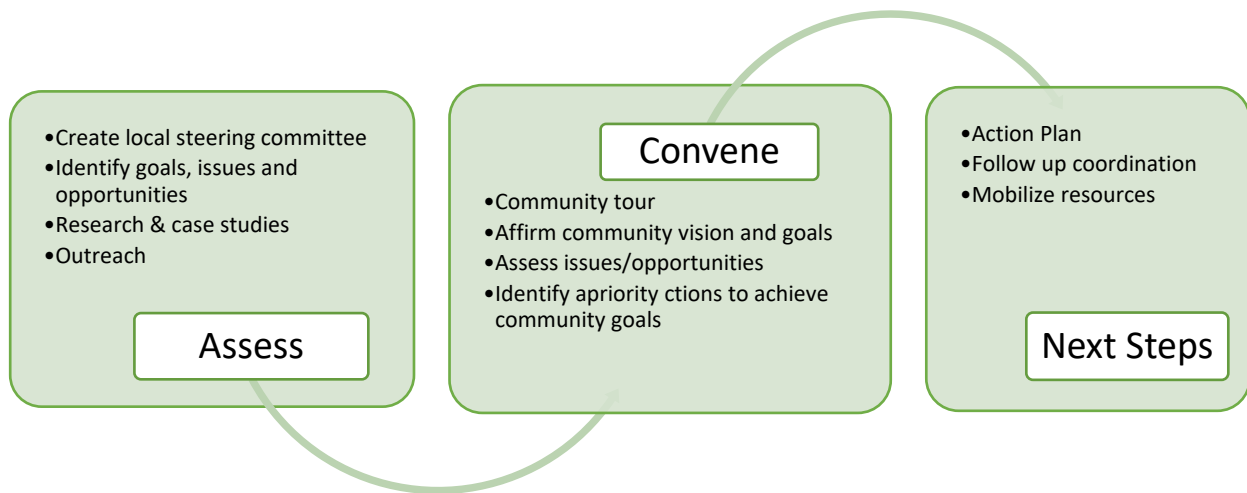 •Create local steering committee
•Identify goals, issues and
opportunities
•Research & case studies
•Outreach
Assess
Convene
•Community tour
•Affirm community vision and goals
•Assess issues/opportunities
•Identify apriority ctions to achieve
community goals
•Action Plan
•Follow up coordination
•Mobilize resources
Next Steps